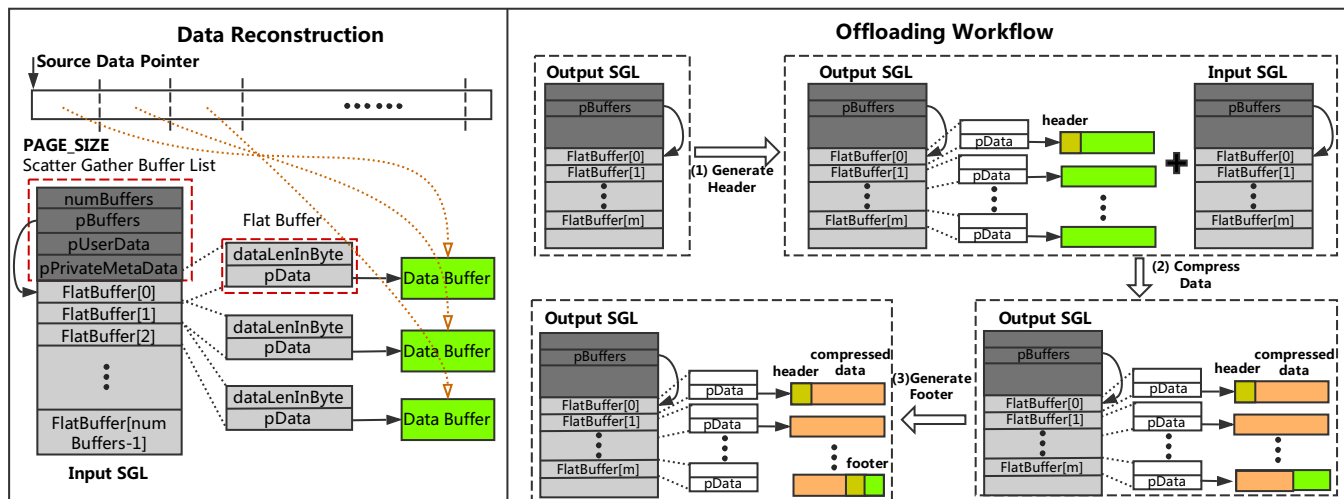 Data Reconstruction
Source Data Pointer
PAGE_SIZE
Scatter Gather Buffer List
numBuffers
pBuffers
pUserData
pPrivateMetaData
FlatBuffer[0]
FlatBuffer[1]
FlatBuffer[2]
FlatBuffer[num
Buffers-1]
Input SGL
Flat Buffer
dataLenInByte
pData
Data Buffer
dataLenInByte
pData
Data Buffer
dataLenInByte
pData
Data Buffer
Offloading Workflow
Output SGL
pBuffers
FlatBuffer[0]
FlatBuffer[1]
FlatBuffer[m]
(1) Generate
Header
Output SGL
pBuffers
FlatBuffer[0]
FlatBuffer[1]
FlatBuffer[m]
pData
pData
pData
header
Input SGL
pBuffers
FlatBuffer[0]
FlatBuffer[1]
FlatBuffer[m]
(2) Compress
Data
Output SGL
pBuffers
FlatBuffer[0]
FlatBuffer[1]
FlatBuffer[m]
pData
pData
pData
header
compressed
data
(3)Generate
Footer
Output SGL
pBuffers
FlatBuffer[0]
FlatBuffer[1]
FlatBuffer[m]
pData
pData
pData
header
compressed
data
footer